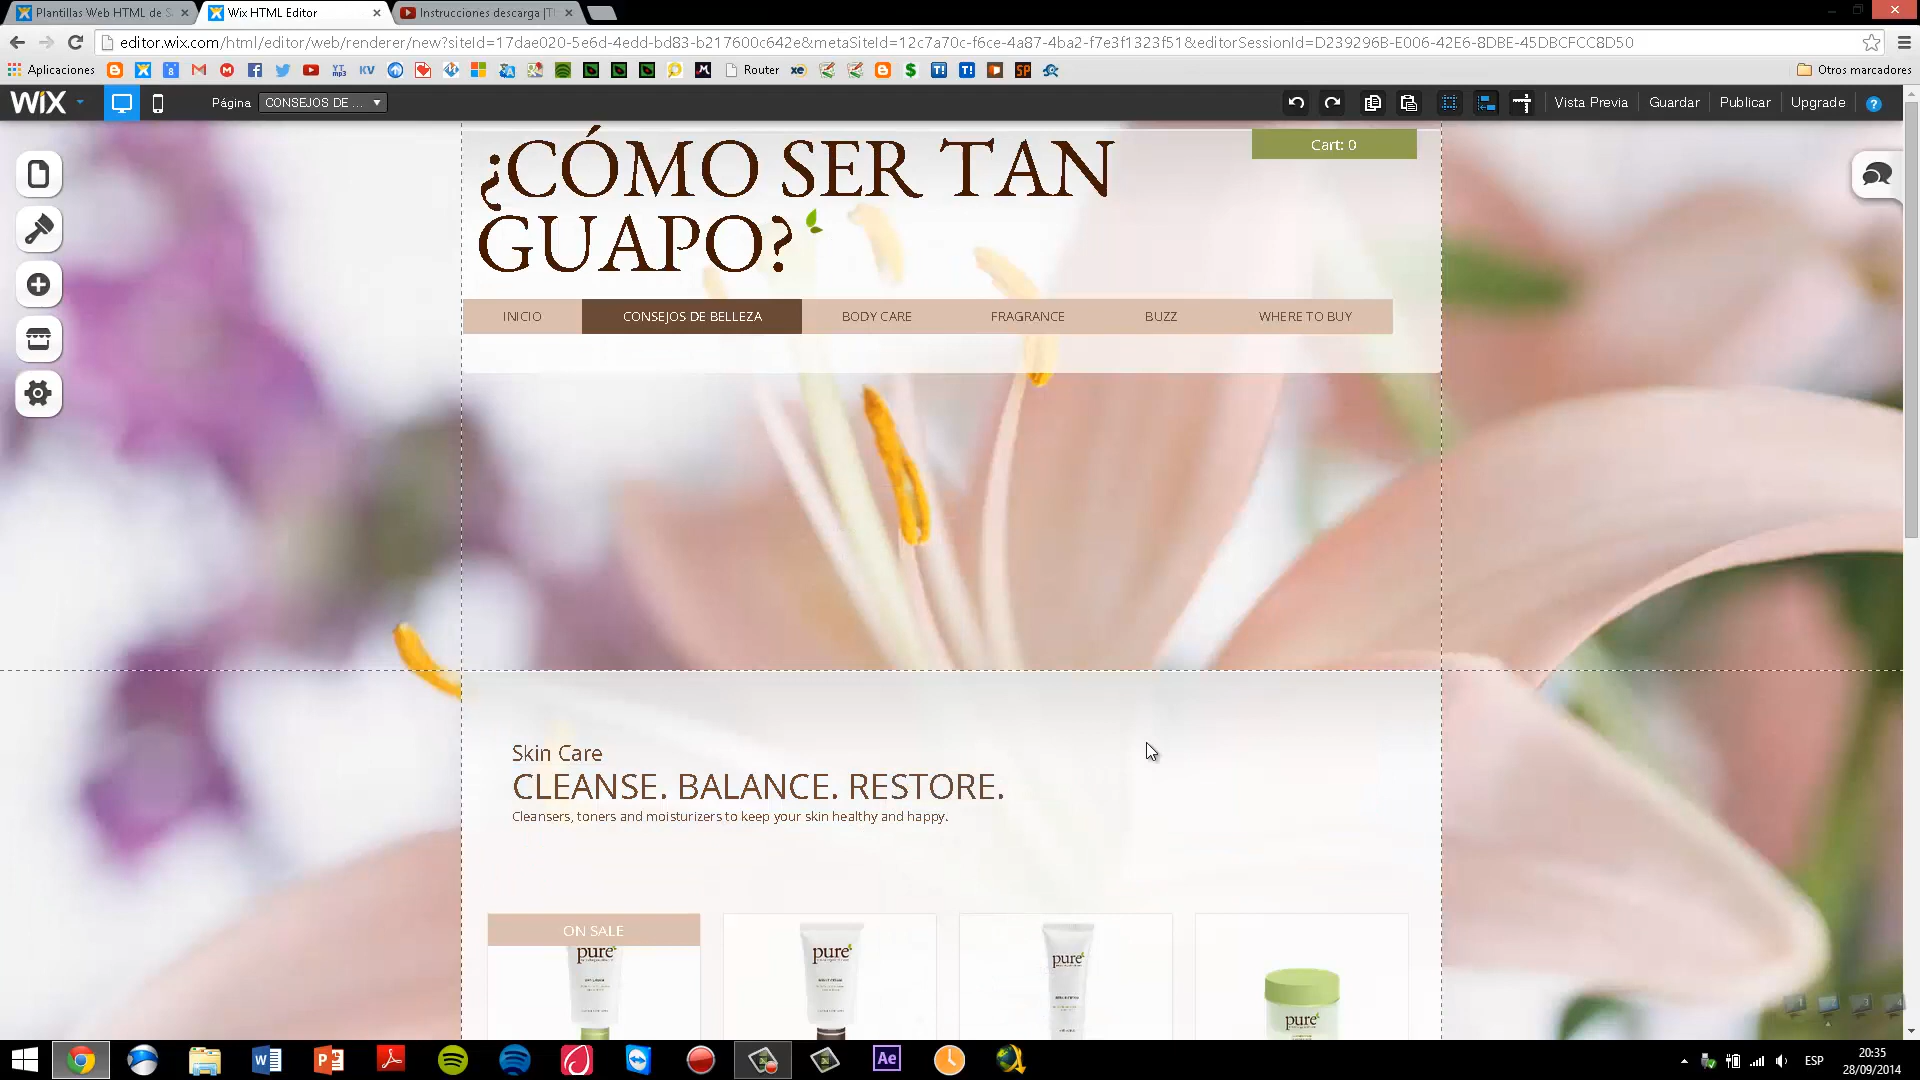 Plantillas Web HTML de S
Wix HTML Editor
Instrucciones descarga |T
editor.wix.com/html/editor/web/renderer/new?siteId=17dae020-5e6d-4edd-bd83-b217600c642e&metaSiteId=12c7a70c-f6ce-4a87-4ba2-f7e3f1323f51&editorSessionId=D239296B-E006-42E6-8DBE-45DBCFCC8D50
Aplicaciones
Router
Otros marcadores
WiX
Página
CONSEJOS DE ...
Vista Previa
Guardar
Publicar
Upgrade
¿CÓMO SER TAN
GUAPO?
Cart: 0
INICIO
CONSEJOS DE BELLEZA
BODY CARE
FRAGRANCE
BUZZ
WHERE TO BUY
Skin Care
CLEANSE. BALANCE. RESTORE.
Cleansers, toners and moisturizers to keep your skin healthy and happy.
ON SALE
pure
pure
pure
pure
ESP
20:35
28/09/2014